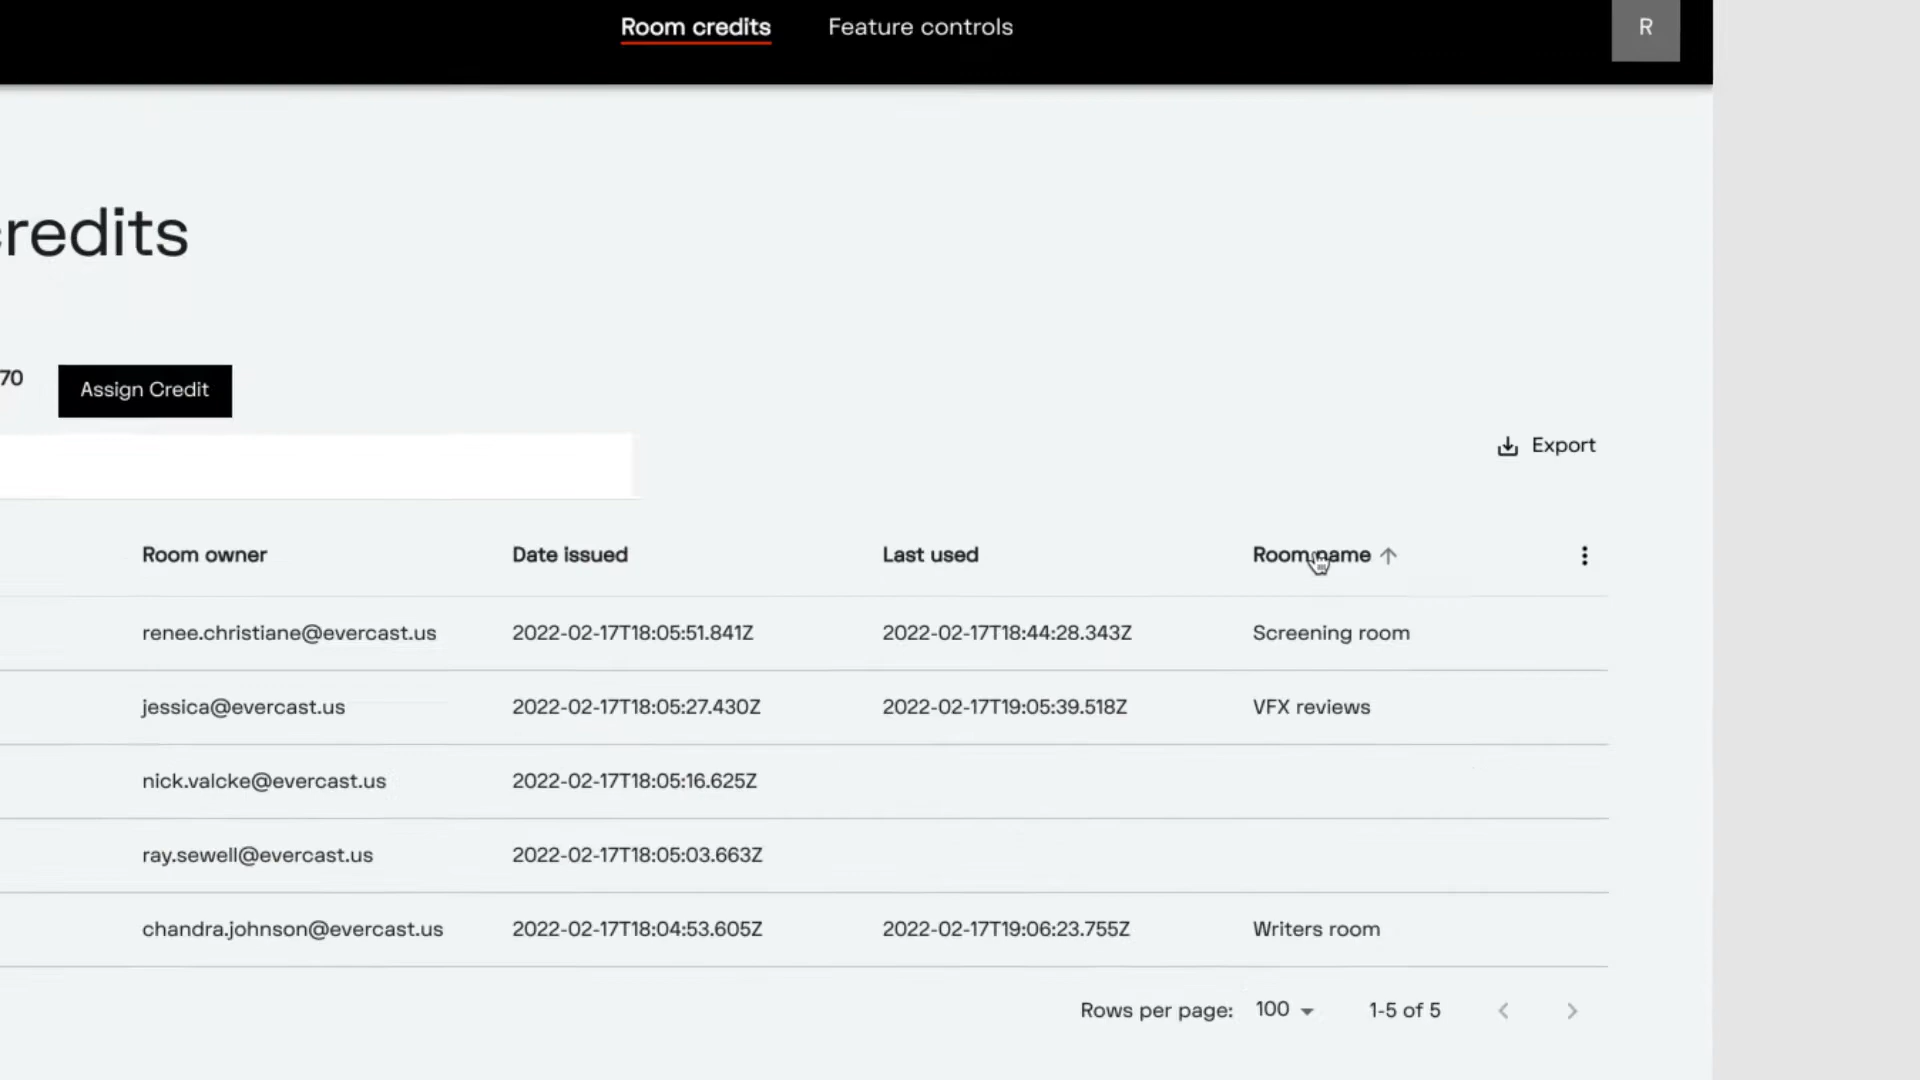 Room credits Feature controls R
credits
70 Assign Credit
Export
Room owner Date issued Last used Room name
renee.christiane@evercast.us 2022-02-17T18:05:51.841Z 2022-02-17T18:44:28.343Z Screening room
jessica@evercast.us 2022-02-17T18:05:27.430Z 2022-02-17T19:05:39.518Z VFX reviews
nick.valcke@evercast.us 2022-02-17T18:05:16.625Z
ray.sewell@evercast.us 2022-02-17T18:05:03.663Z
chandra.johnson@evercast.us 2022-02-17T18:04:53.605Z 2022-02-17T19:06:23.755Z Writers room
Rows per page: 100 1-5 of 5